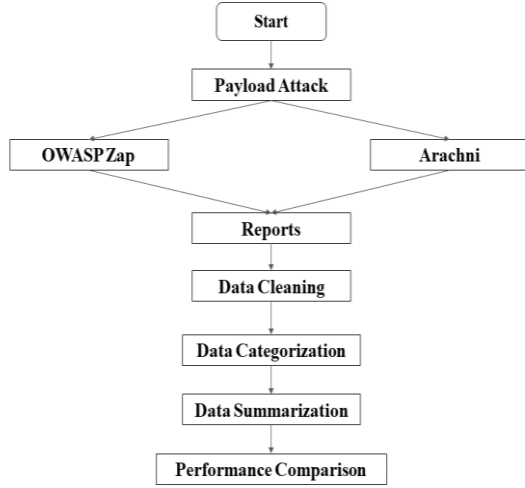 Start
Payload Attack
OWASP Zap
Arachni
Reports
Data Cleaning
Data Categorization
Data Summarization
Performance Comparison